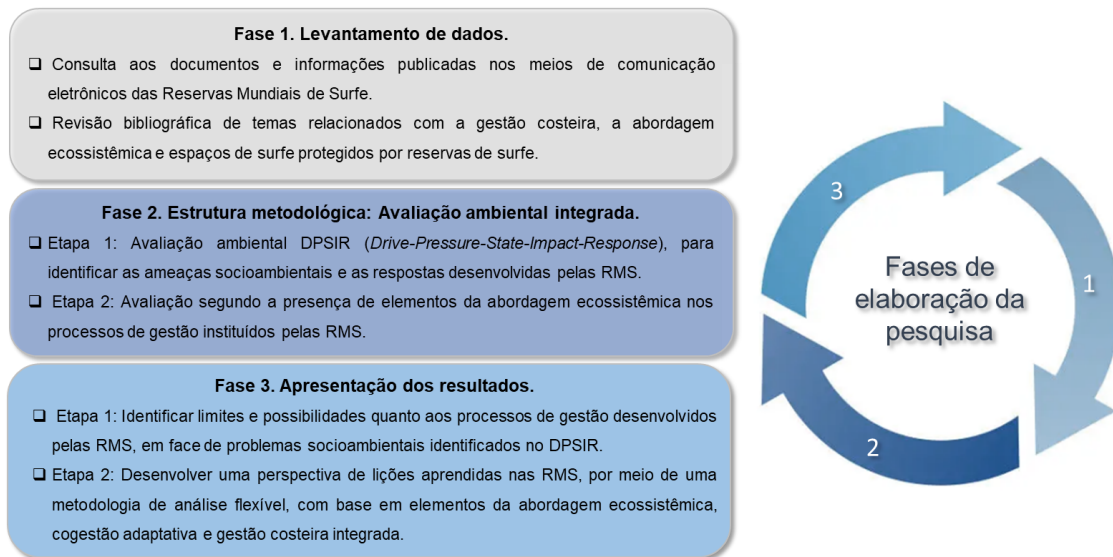 Fase 1. Levantamento de dados.
❑ Consulta aos documentos e informações publicadas nos meios de comunicação
eletrônicos das Reservas Mundiais de Surfe.
❑ Revisão bibliográfica de temas relacionados com a gestão costeira, a abordagem
ecossistêmica e espaços de surfe protegidos por reservas de surfe.
Fase 2. Estrutura metodológica: Avaliação ambiental integrada.
❑ Etapa 1: Avaliação ambiental DPSIR (Drive-Pressure-State-Impact-Response), para
identificar as ameaças socioambientais e as respostas desenvolvidas pelas RMS.
❑ Etapa 2: Avaliação segundo a presença de elementos da abordagem ecossistêmica nos
processos de gestão instituídos pelas RMS.
Fase 3. Apresentação dos resultados.
❑ Etapa 1: Identificar limites e possibilidades quanto aos processos de gestão desenvolvidos
pelas RMS, em face de problemas socioambientais identificados no DPSIR.
❑ Etapa 2: Desenvolver uma perspectiva de lições aprendidas nas RMS, por meio de uma
metodologia de análise flexível, com base em elementos da abordagem ecossistêmica,
cogestão adaptativa e gestão costeira integrada.
3
1
2
Fases de
elaboração da
pesquisa